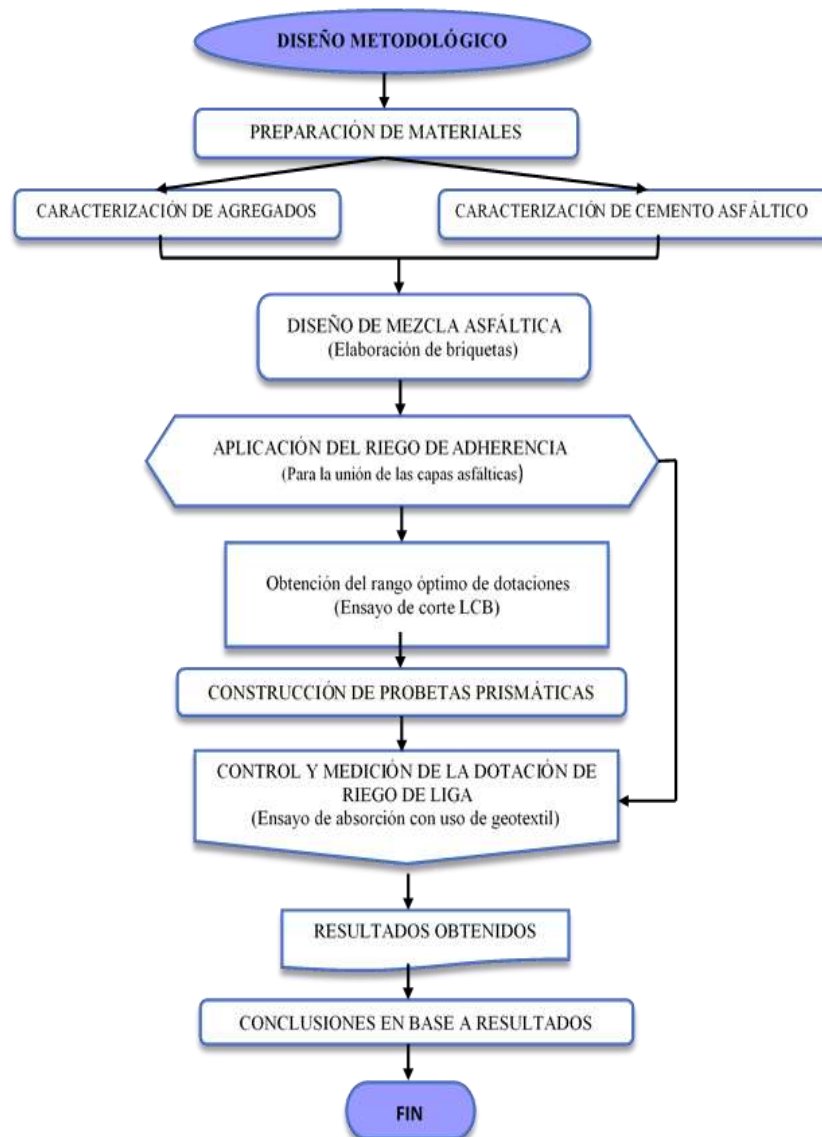 DISEÑO METODOLÓGICO
PREPARACIÓN DE MATERIALES
CARACTERIZACIÓN DE AGREGADOS
CARACTERIZACIÓN DE CEMENTO ASFÁLTICO
DISEÑO DE MEZCLA ASFÁLTICA
(Elaboración de briquetas)
APLICACIÓN DEL RIEGO DE ADHERENCIA
(Para la unión de las capas asfálticas)
Obtención del rango óptimo de dotaciones
(Ensayo de corte LCB)
CONSTRUCCIÓN DE PROBETAS PRISMÁTICAS
CONTROL Y MEDICIÓN DE LA DOTACIÓN DE
RIEGO DE LIGA
(Ensayo de absorción con uso de geotextil)
RESULTADOS OBTENIDOS
CONCLUSIONES EN BASE A RESULTADOS
FIN